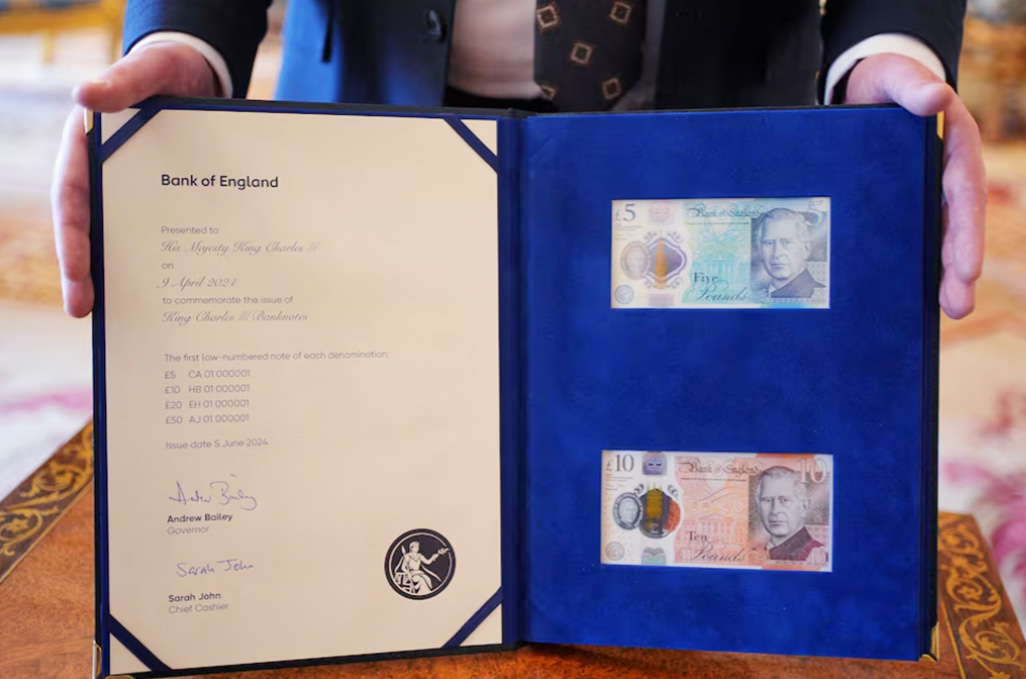 Bank of England
Presented to
His Majesty King Charles III
on
9 April 2024
to commemorate the issue of
King Charles III Banknotes
The first low-numbered note of each denomination:
£5 CA 01 000001
£10 HB 01 000001
£20 EH 01 000001
£50 AJ 01 000001
Issue date 5 June 2024
Andrew Bailey
Andrew Bailey
Governor
Sarah John
Sarah John
Chief Cashier
£5 Bank of England 5
Five
Pounds
£10 Bank of England 10
Ten
Pounds